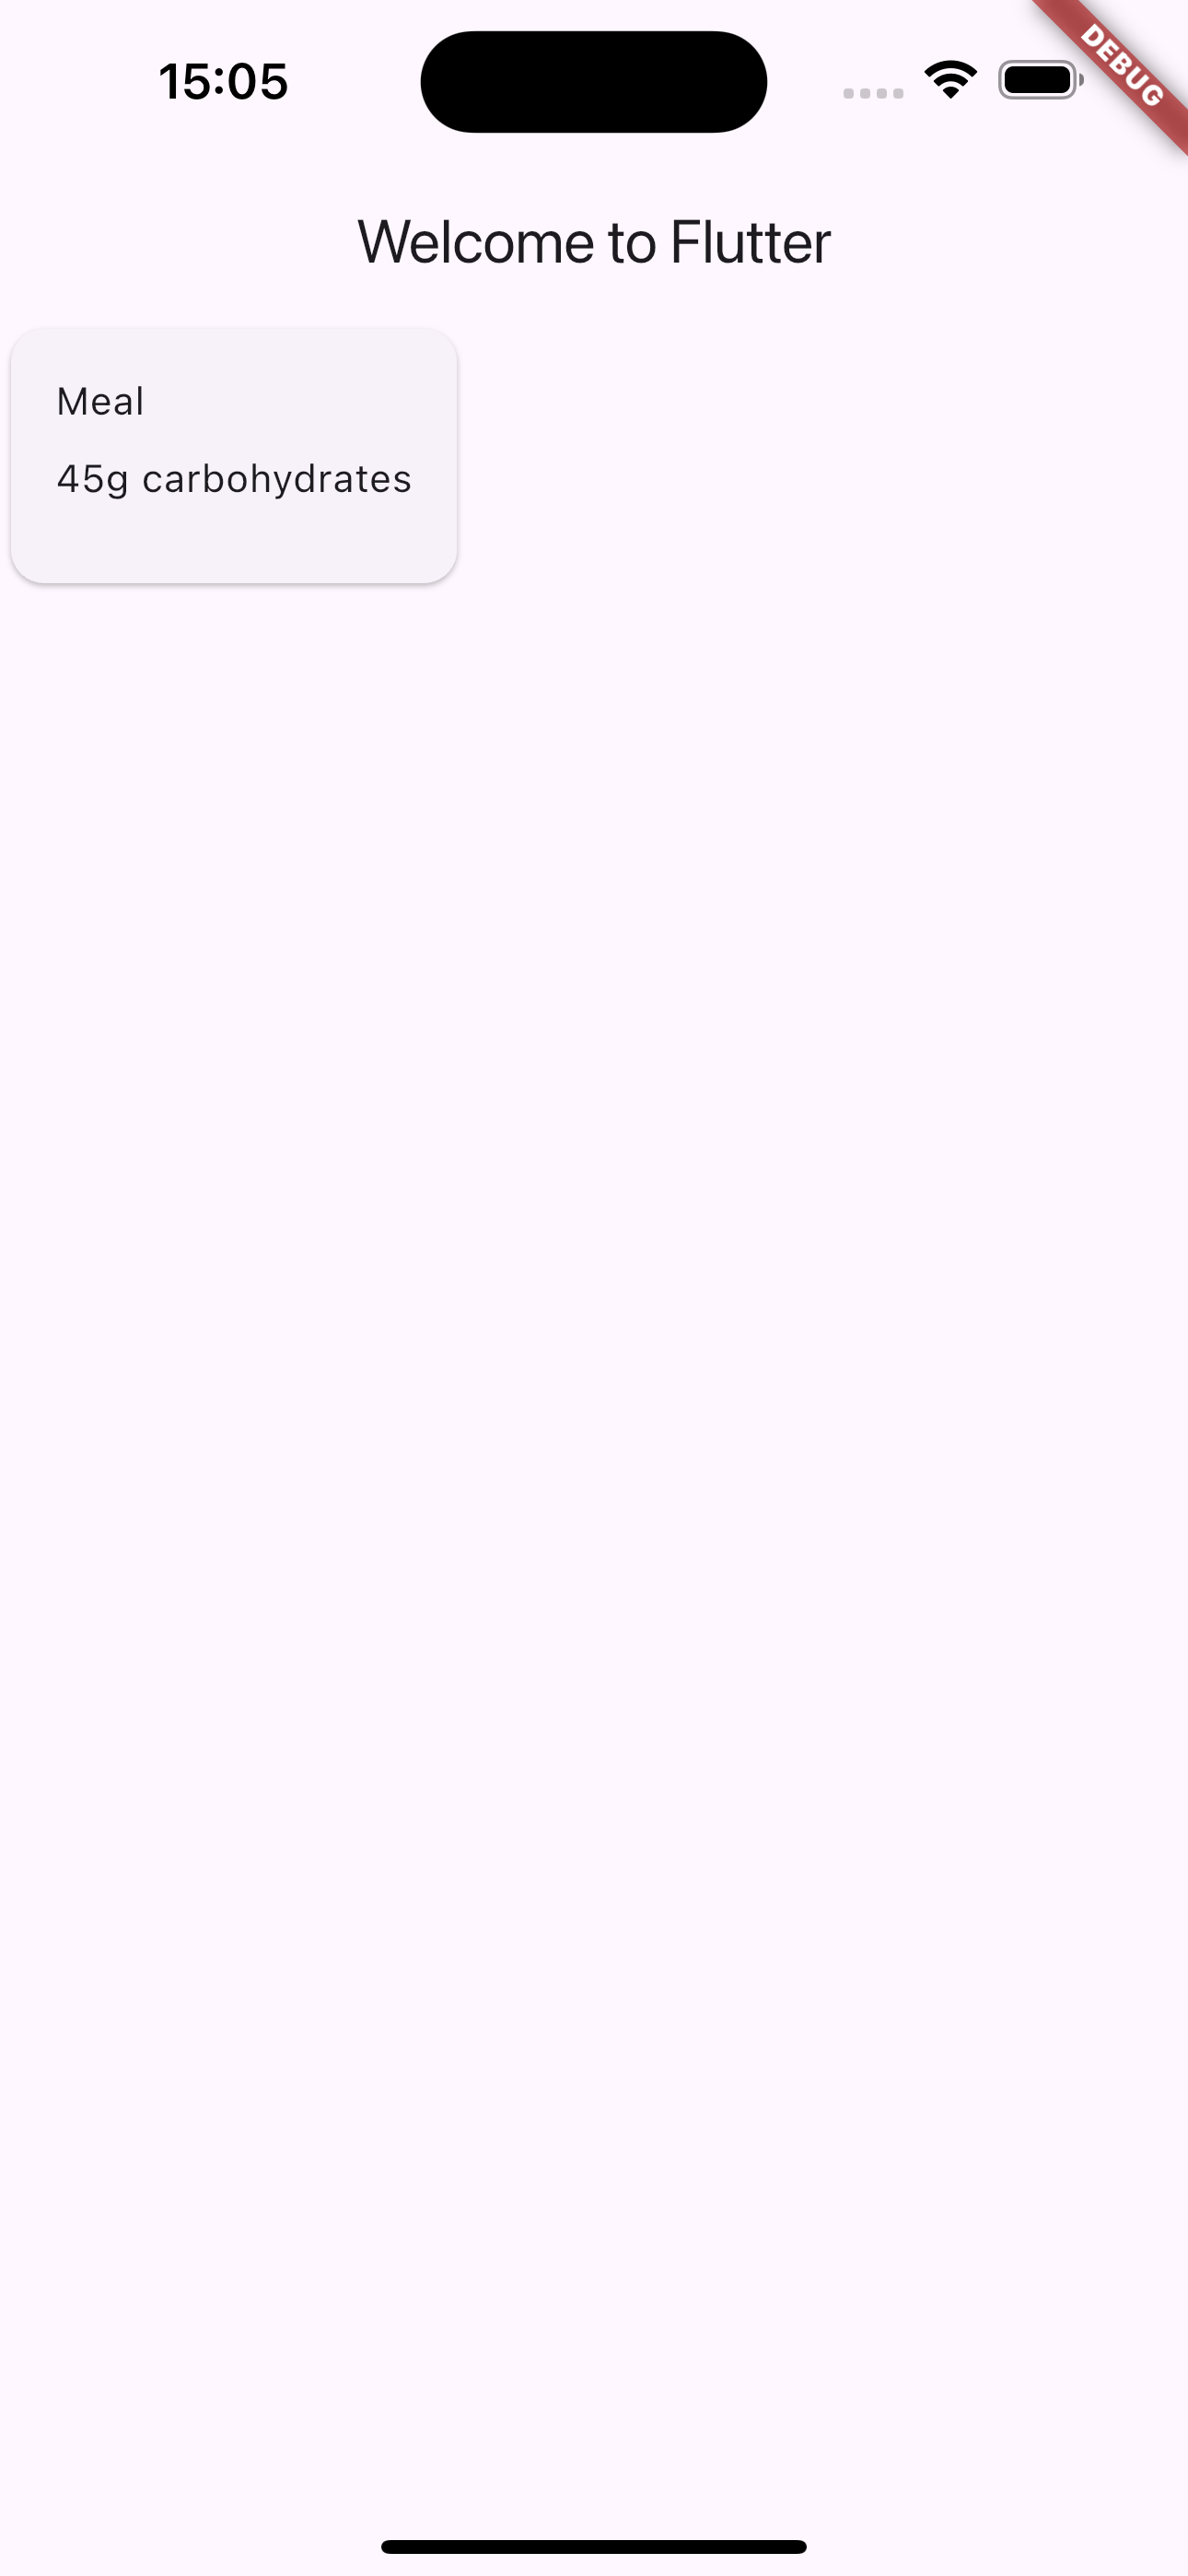 15:05
DEBUG
Welcome to Flutter
Meal
45g carbohydrates